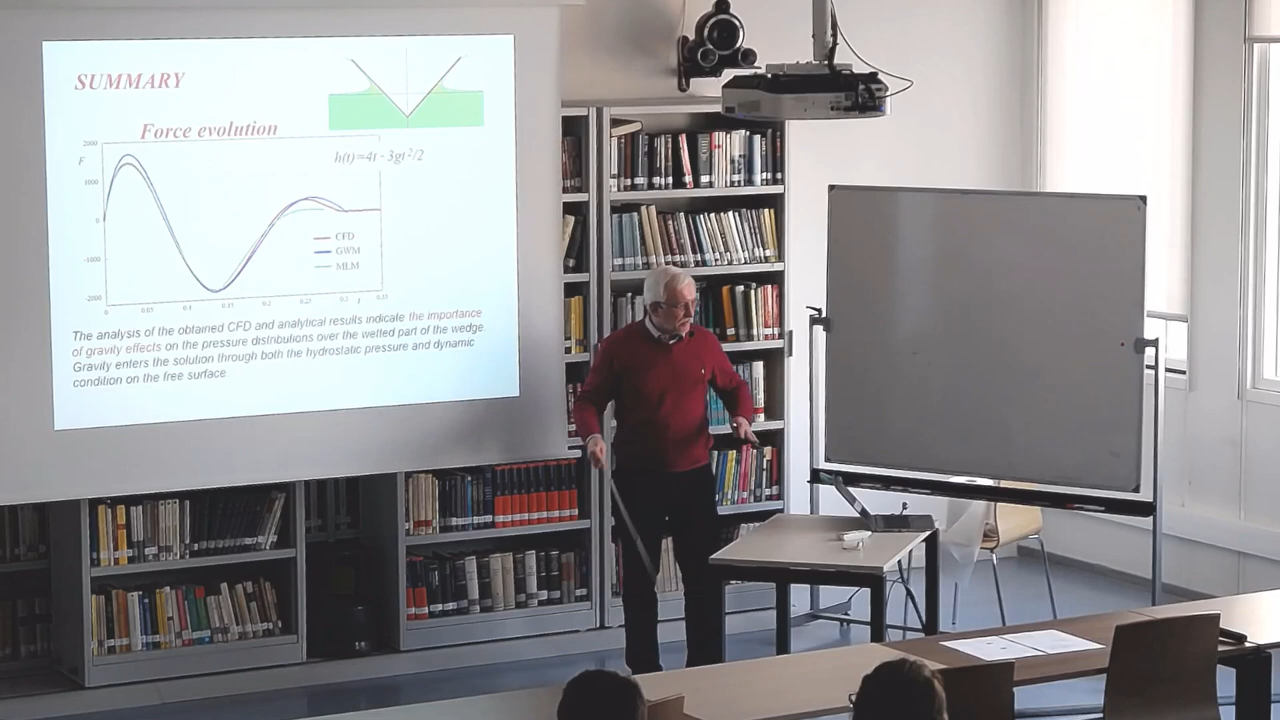 SUMMARY
Force evolution
h(t)=4t - 3gt²/2
2000
F
1000
0
-1000
-2000
0
0.05
0.1
0.15
0.2
0.25
0.3
t
0.35
CFD
GWM
MLM
The analysis of the obtained CFD and analytical results indicate the importance
of gravity effects on the pressure distributions over the wetted part of the wedge.
Gravity enters the solution through both the hydrostatic pressure and dynamic
condition on the free surface